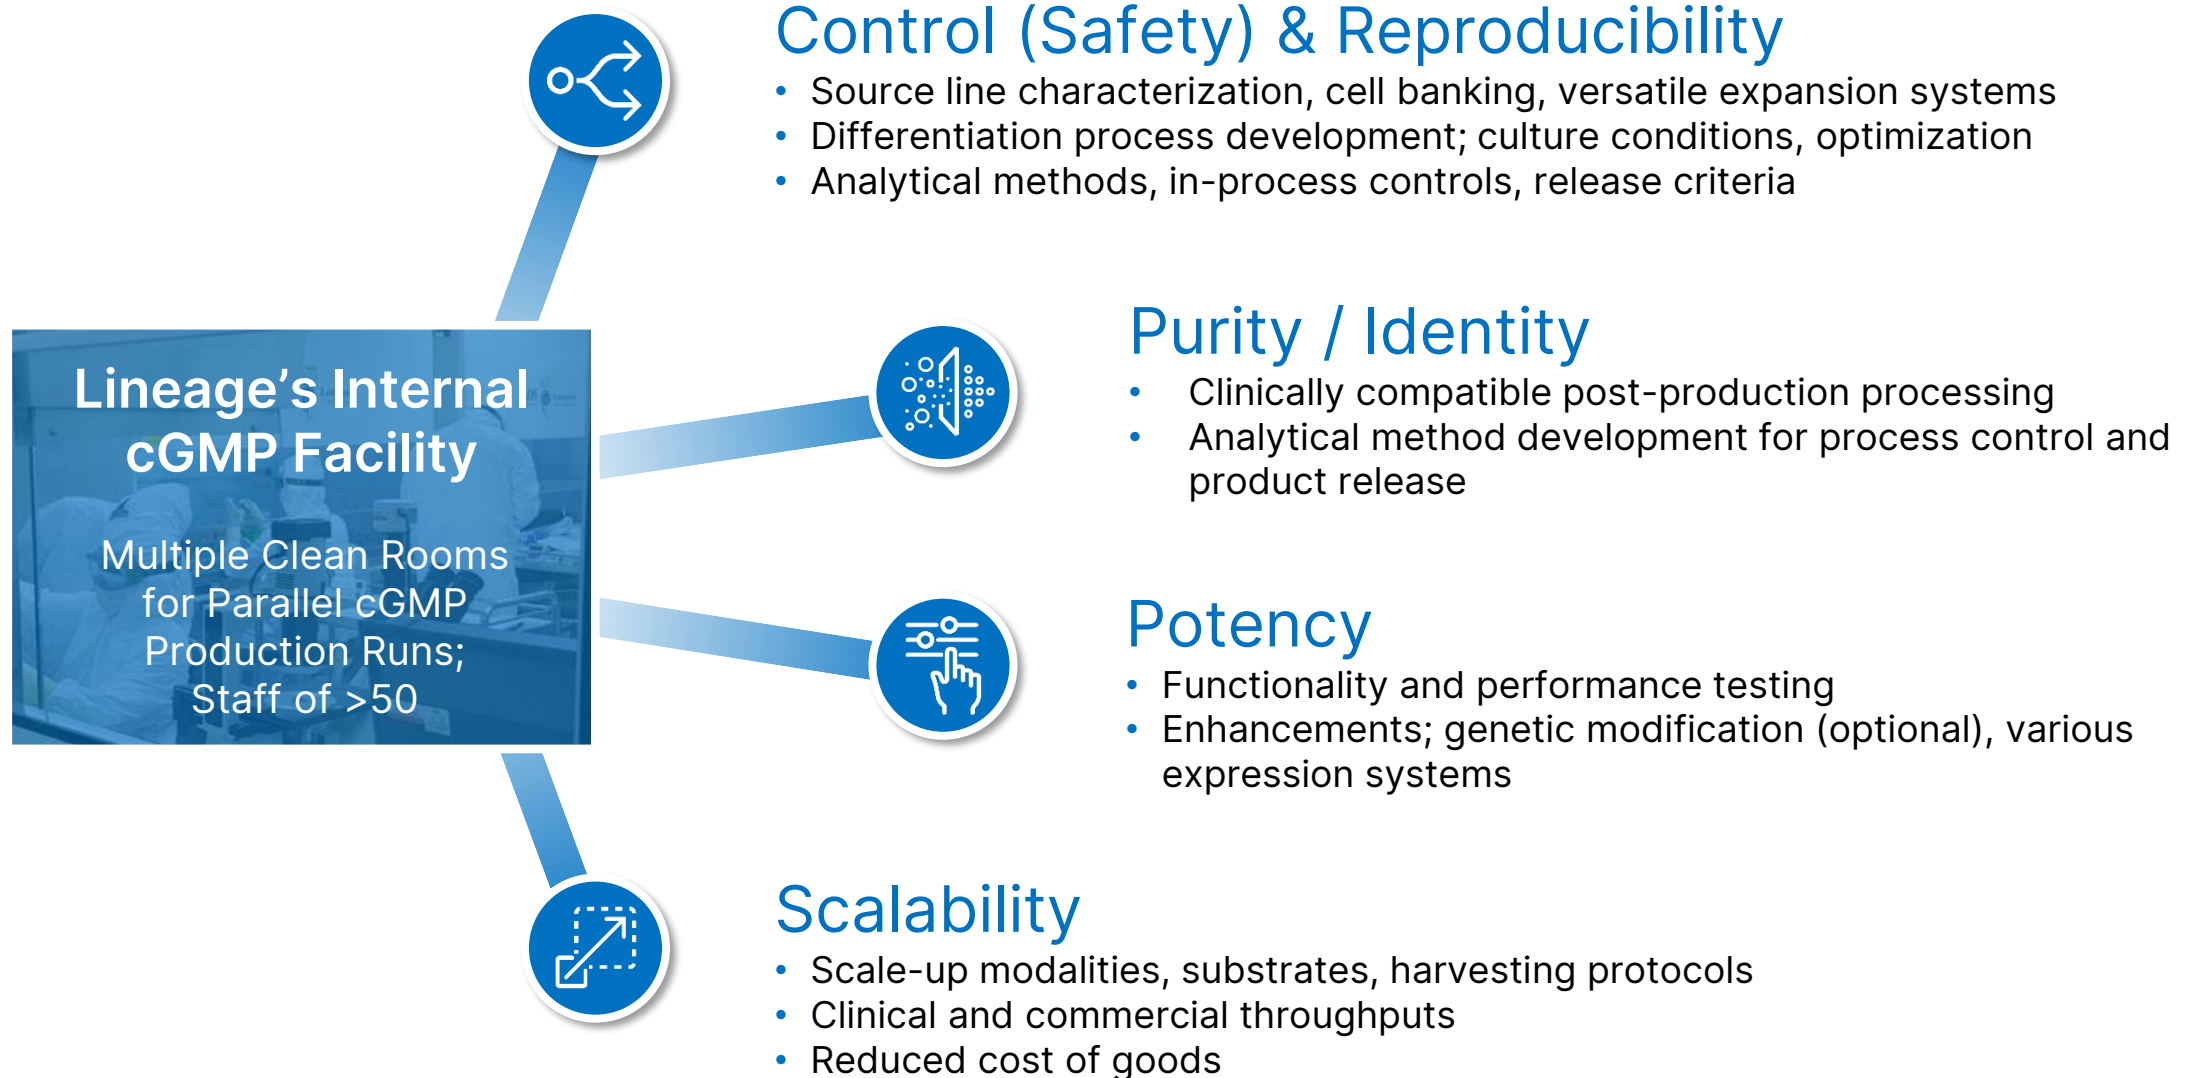 Control (Safety) & Reproducibility
• Source line characterization, cell banking, versatile expansion systems
• Differentiation process development; culture conditions, optimization
• Analytical methods, in-process controls, release criteria
Lineage’s Internal
cGMP Facility
Multiple Clean Rooms
for Parallel cGMP
Production Runs;
Staff of >50
Purity / Identity
• Clinically compatible post-production processing
• Analytical method development for process control and
product release
Potency
• Functionality and performance testing
• Enhancements; genetic modification (optional), various
expression systems
Scalability
• Scale-up modalities, substrates, harvesting protocols
• Clinical and commercial throughputs
• Reduced cost of goods